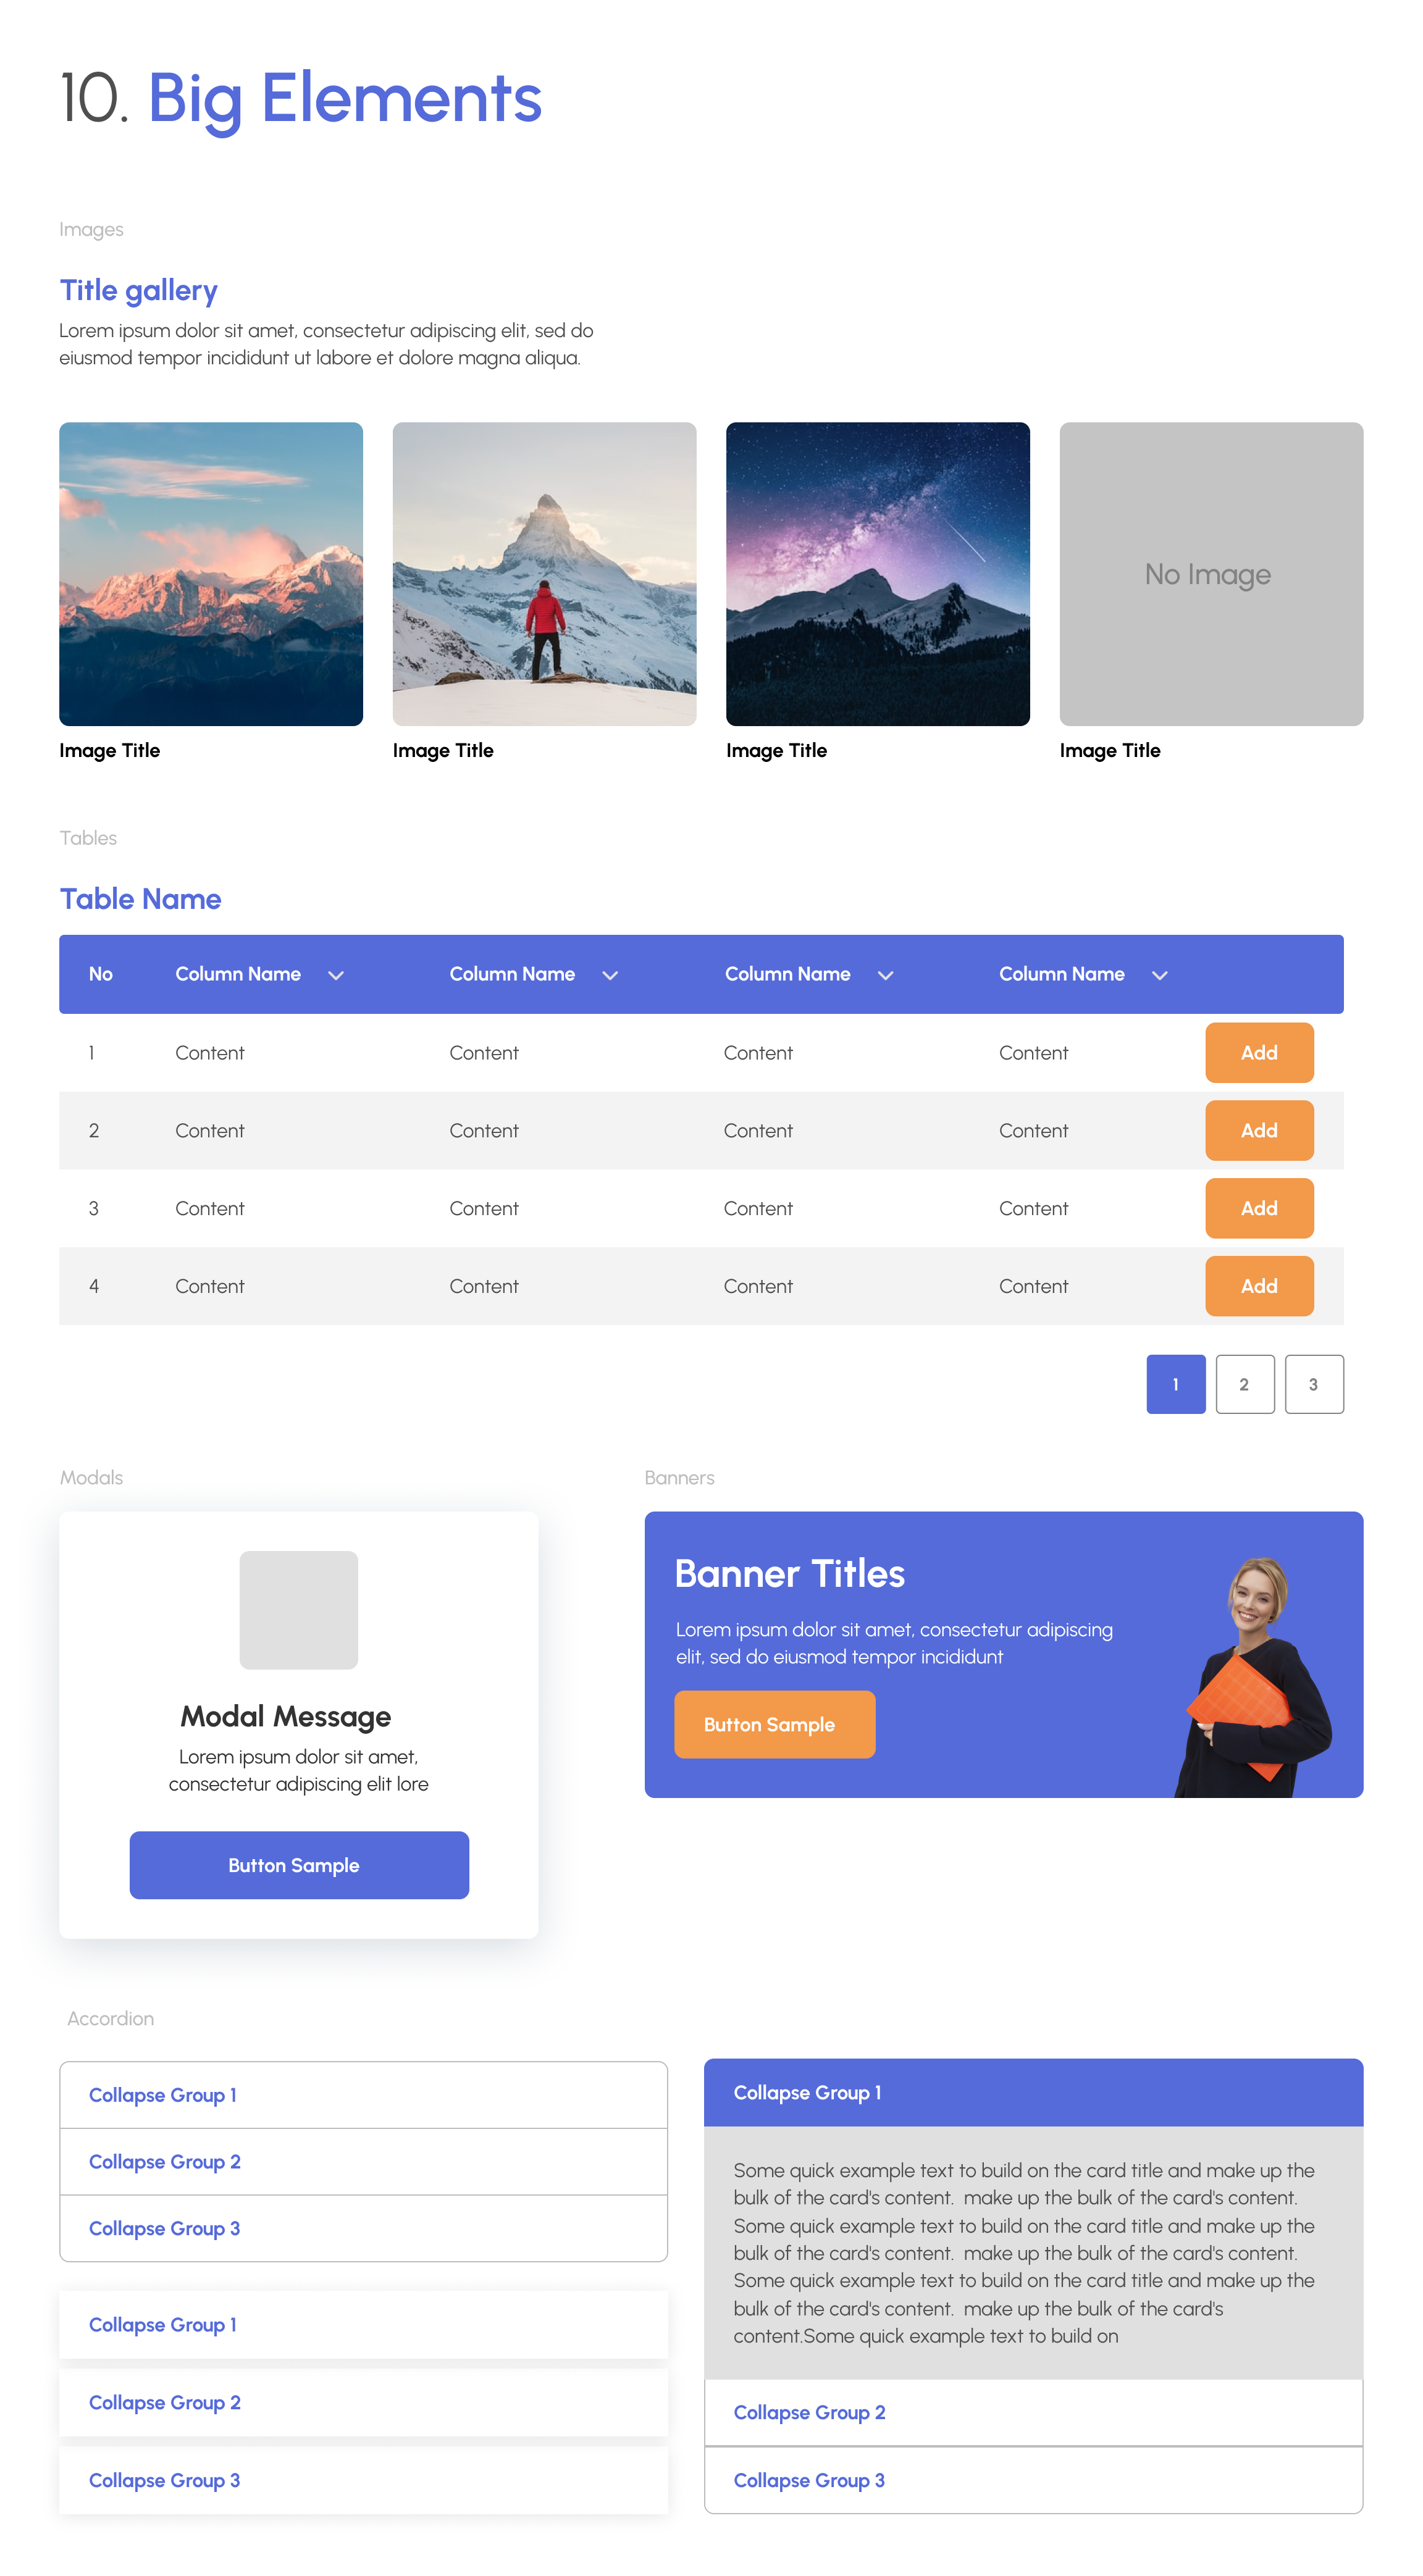 10. Big Elements
Images
Title gallery
Lorem ipsum dolor sit amet, consectetur adipiscing elit, sed do
eiusmod tempor incididunt ut labore et dolore magna aliqua.
No Image
Image Title
Image Title
Image Title
Image Title
Tables
Table Name
No Column Name Column Name Column Name Column Name
1 Content Content Content Content Add
2 Content Content Content Content Add
3 Content Content Content Content Add
4 Content Content Content Content Add
1 2 3
Modals
Modal Message
Lorem ipsum dolor sit amet,
consectetur adipiscing elit lore
Button Sample
Banners
Banner Titles
Lorem ipsum dolor sit amet, consectetur adipiscing
elit, sed do eiusmod tempor incididunt
Button Sample
Accordion
Collapse Group 1
Collapse Group 2
Collapse Group 3
Collapse Group 1
Collapse Group 2
Collapse Group 3
Collapse Group 1
Some quick example text to build on the card title and make up the
bulk of the card's content.  make up the bulk of the card's content.
Some quick example text to build on the card title and make up the
bulk of the card's content.  make up the bulk of the card's content.
Some quick example text to build on the card title and make up the
bulk of the card's content.  make up the bulk of the card's
content.Some quick example text to build on
Collapse Group 2
Collapse Group 3